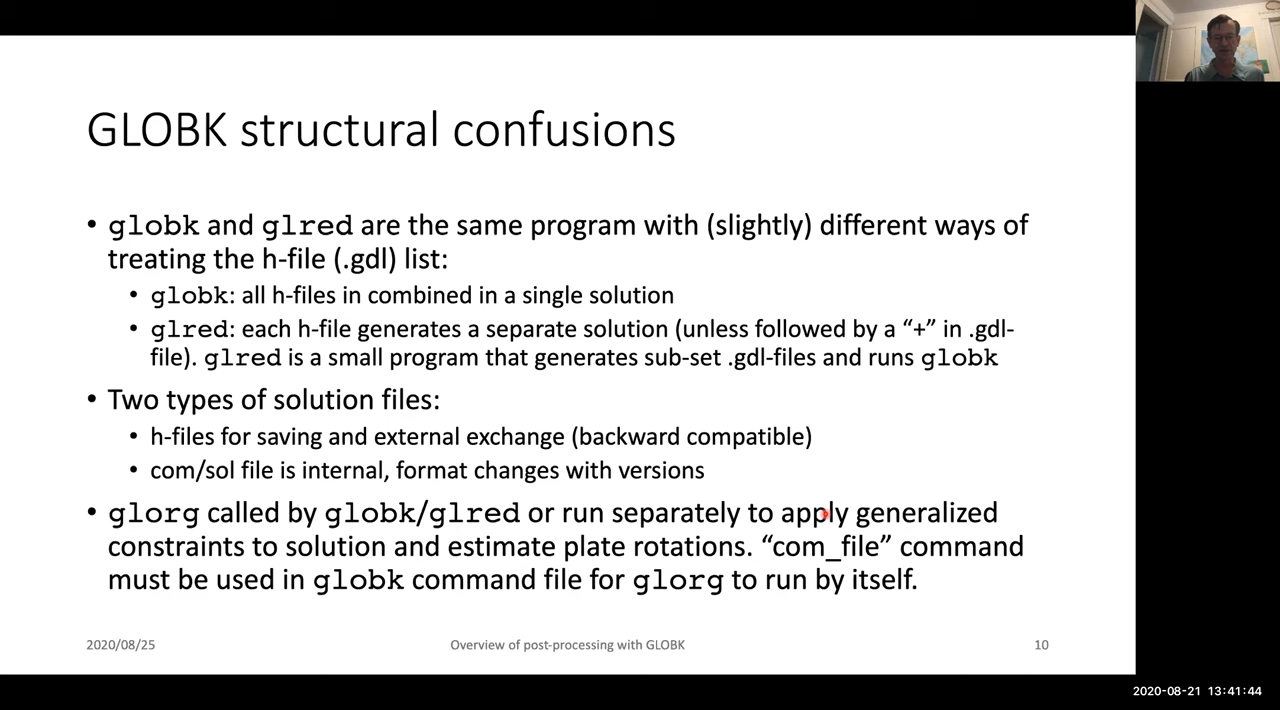 GLOBK structural confusions
• globk and glred are the same program with (slightly) different ways of
treating the h-file (.gdl) list:
• globk: all h-files in combined in a single solution
• glred: each h-file generates a separate solution (unless followed by a “+” in .gdl-
file). glred is a small program that generates sub-set .gdl-files and runs globk
• Two types of solution files:
• h-files for saving and external exchange (backward compatible)
• com/sol file is internal, format changes with versions
• glorg called by globk/glred or run separately to apply generalized
constraints to solution and estimate plate rotations. “com_file” command
must be used in globk command file for glorg to run by itself.
2020/08/25
Overview of post-processing with GLOBK
10
2020-08-21 13:41:44